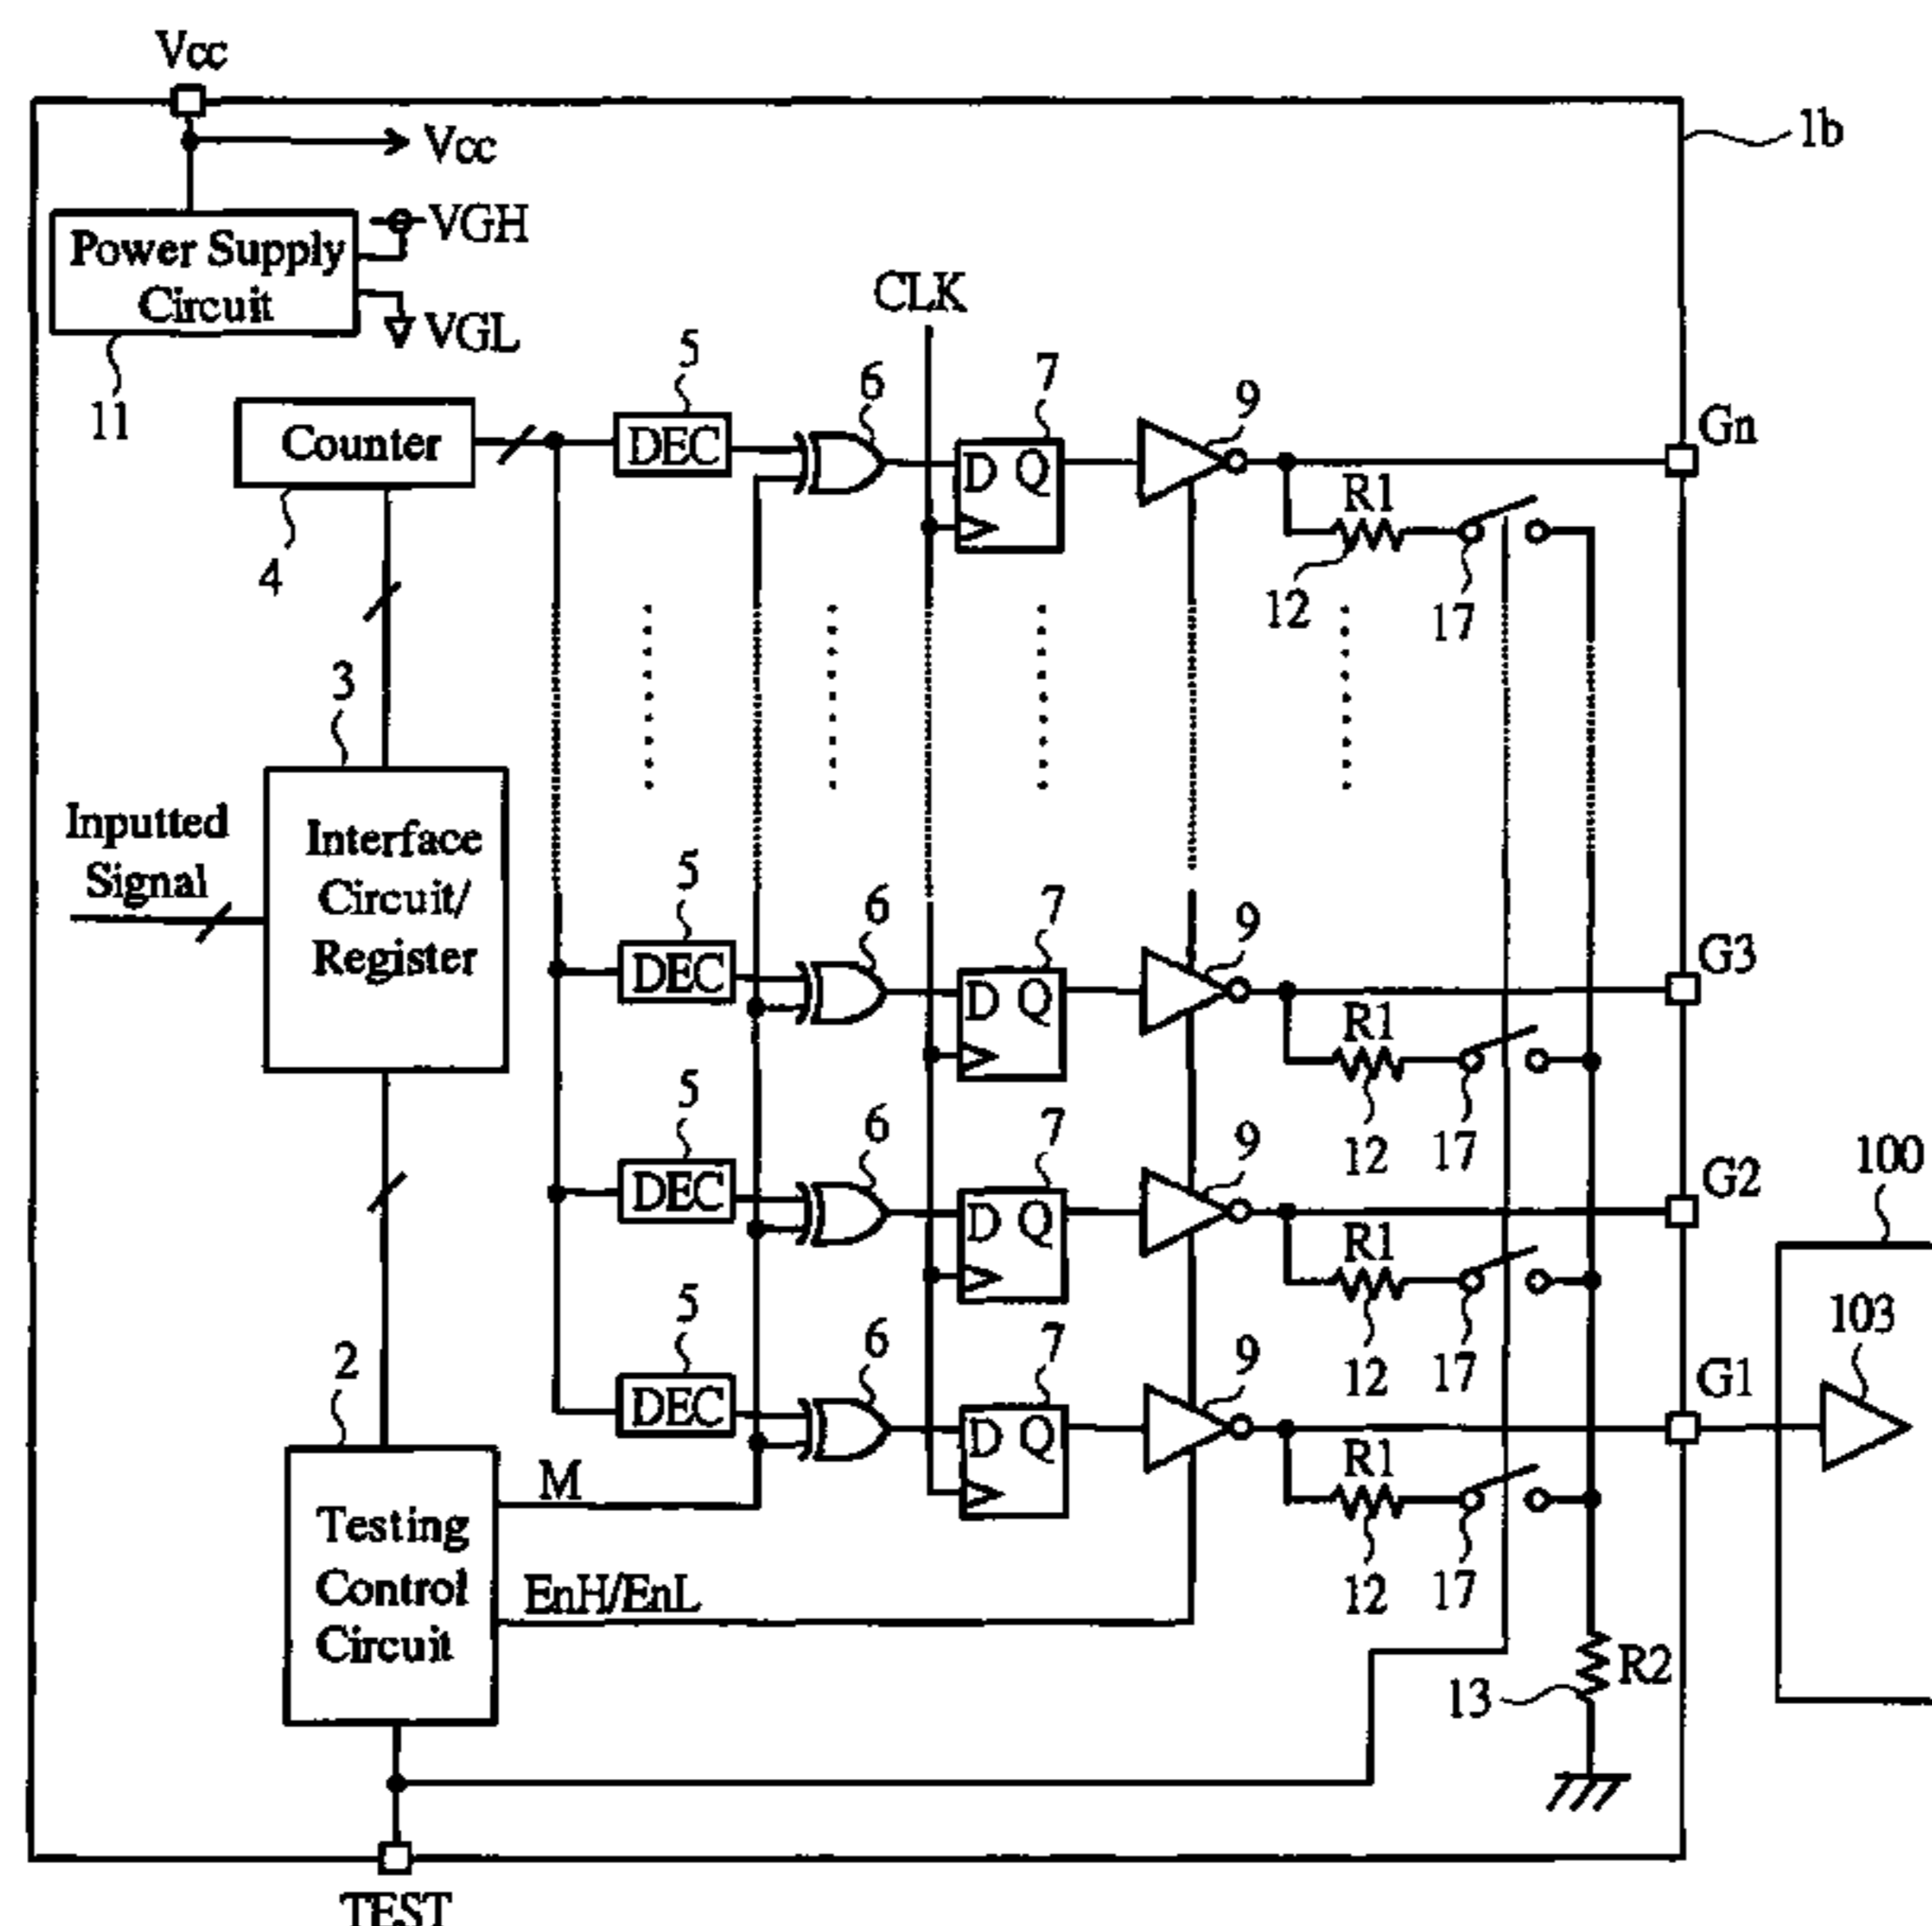 Vcc
Vcc
1b
VGH
Power Supply
Circuit
VGL
11
CLK
5
6
7
9
Gn
Counter
DEC
D Q
R1
4
12
17
3
Inputted
Signal
Interface
Circuit/
Register
5
6
7
9
G3
DEC
D Q
R1
12
17
5
6
7
9
G2
DEC
D Q
R1
12
17
100
103
5
6
7
9
G1
DEC
D Q
R1
12
17
2
M
Testing
Control
Circuit
EnH/EnL
R2
13
TEST